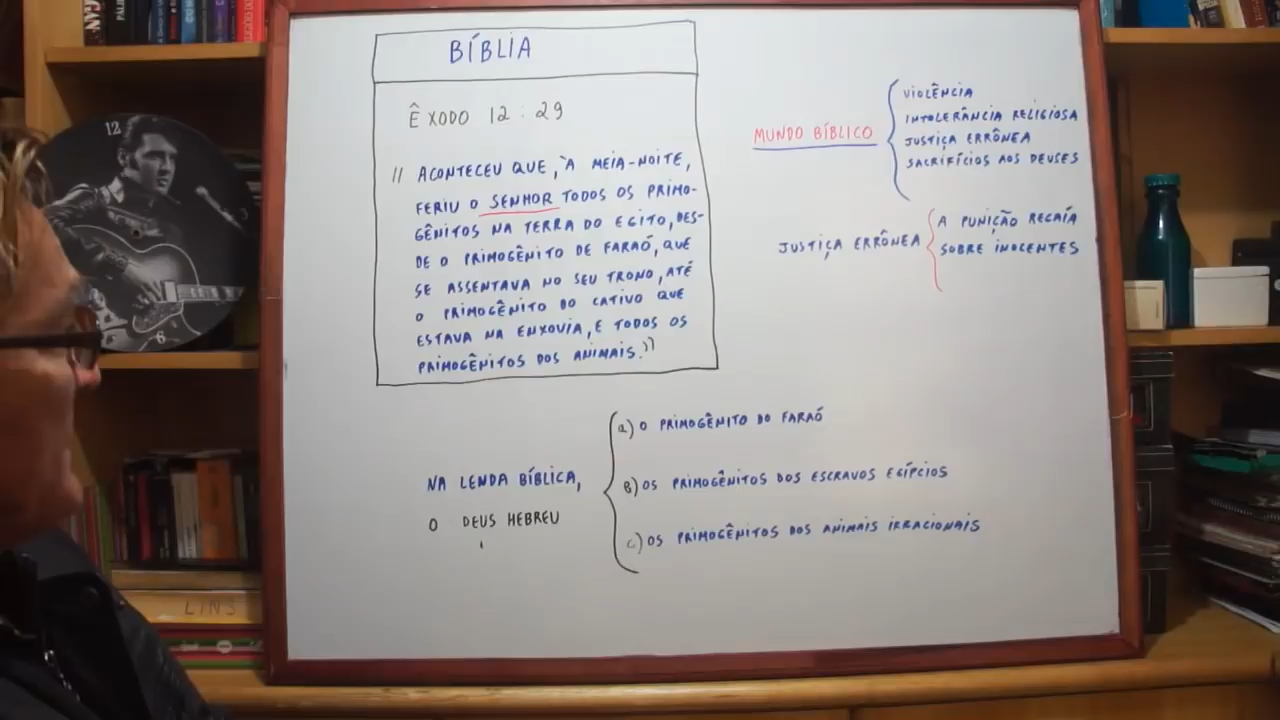 BÍBLIA
ÊXODO 12:29
" ACONTECEU QUE, À MEIA-NOITE,
FERIU O SENHOR TODOS OS PRIMO-
GÊNITOS NA TERRA DO EGITO, DES-
DE O PRIMOGÊNITO DE FARAÓ, QUE
SE ASSENTAVA NO SEU TRONO, ATÉ
O PRIMOGÊNITO DO CATIVO QUE
ESTAVA NA ENXOVIA, E TODOS OS
PRIMOGÊNITOS DOS ANIMAIS."
MUNDO BÍBLICO
VIOLÊNCIA
INTOLERÂNCIA RELIGIOSA
JUSTIÇA ERRÔNEA
SACRIFÍCIOS AOS DEUSES
JUSTIÇA ERRÔNEA
A PUNIÇÃO RECAÍA
SOBRE INOCENTES
NA LENDA BÍBLICA,
O DEUS HEBREU
A) O PRIMOGÊNITO DO FARAÓ
B) OS PRIMOGÊNITOS DOS ESCRAVOS EGÍPCIOS
C) OS PRIMOGÊNITOS DOS ANIMAIS IRRACIONAIS
12
6
LINS